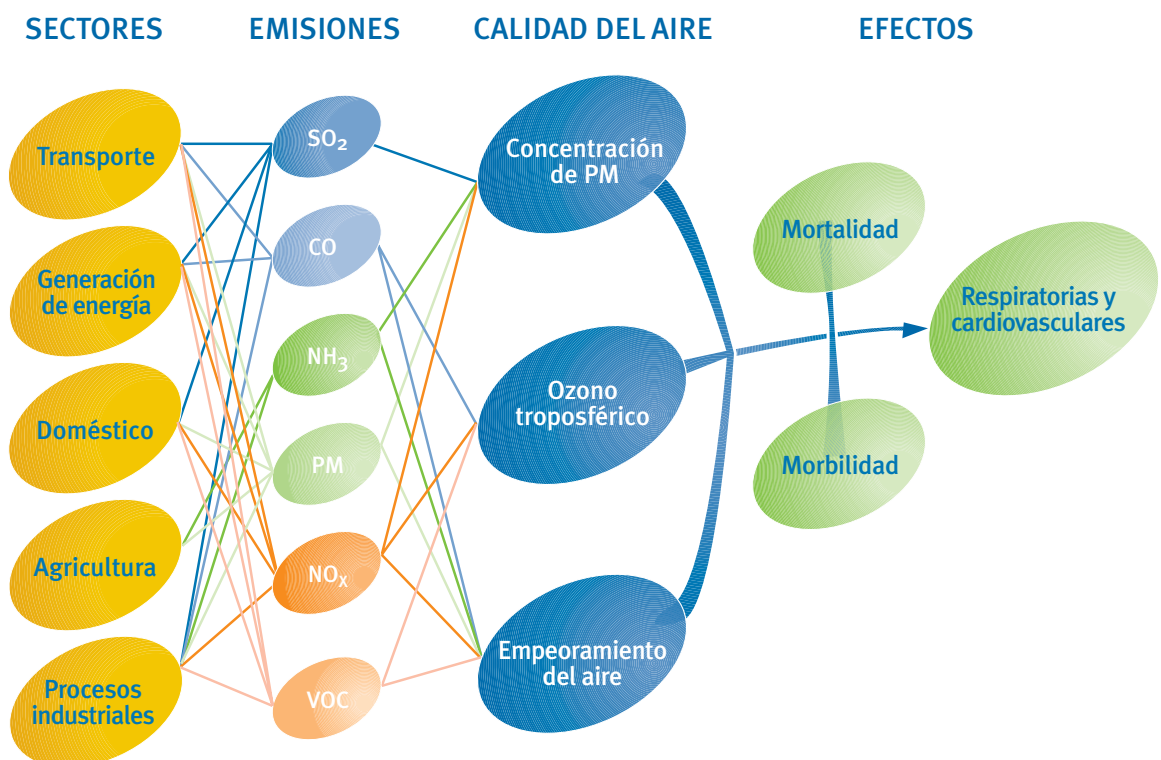 SECTORES
EMISIONES
CALIDAD DEL AIRE
EFECTOS
Transporte
Generación
de energía
Doméstico
Agricultura
Procesos
industriales
SO₂
CO
NH₃
PM
NOₓ
VOC
Concentración
de PM
Ozono
troposférico
Empeoramiento
del aire
Mortalidad
Morbilidad
Respiratorias y
cardiovasculares